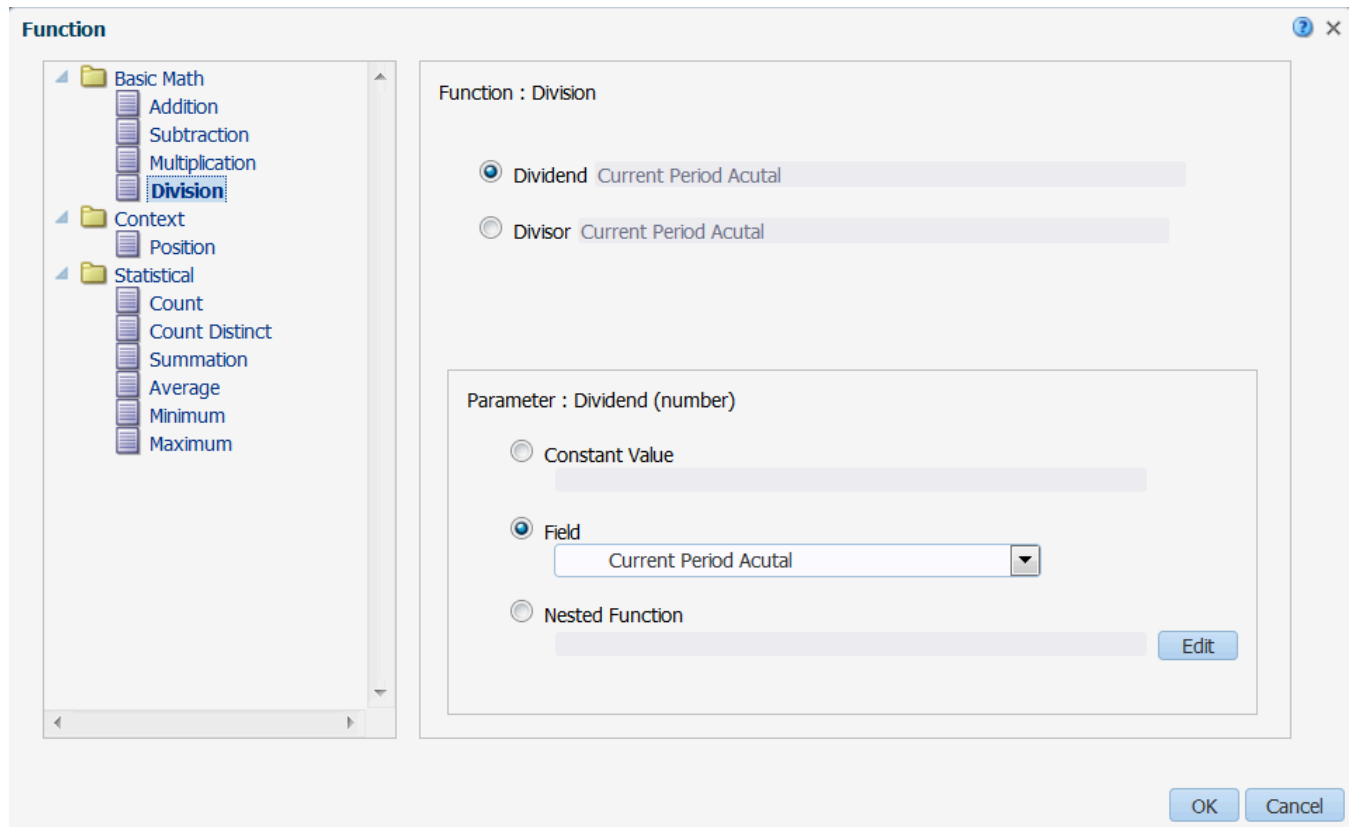 Function
Basic Math
Addition
Subtraction
Multiplication
Division
Context
Position
Statistical
Count
Count Distinct
Summation
Average
Minimum
Maximum
Function : Division
Dividend Current Period Acutal
Divisor Current Period Acutal
Parameter : Dividend (number)
Constant Value
Field
Current Period Acutal
Nested Function
Edit
OK Cancel